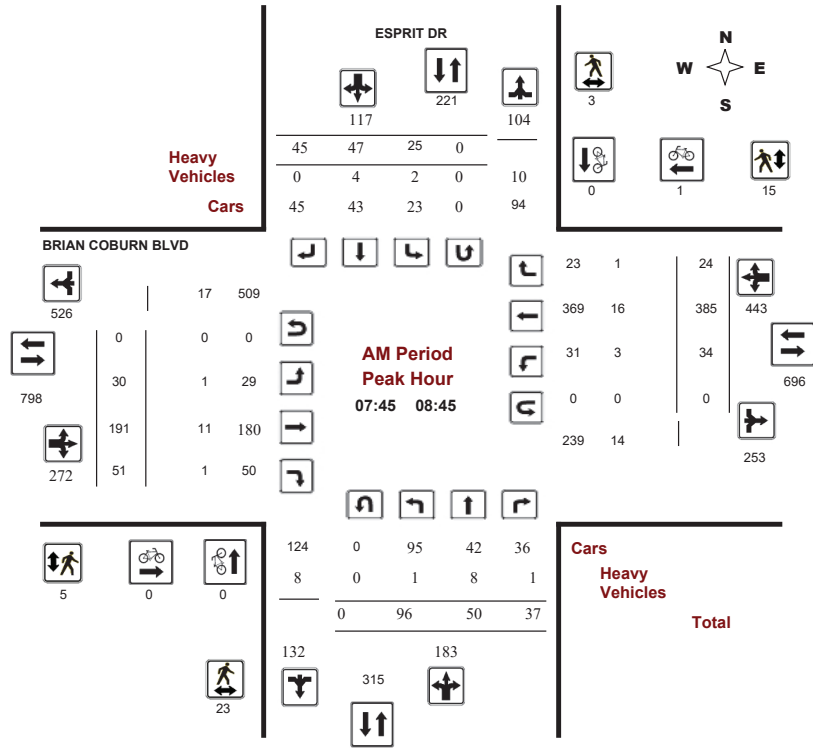 ESPRIT DR
N
W E
S
221
3
117 104
45 47 25 0
Heavy
Vehicles
0 4 2 0 10
0 1 15
Cars
45 43 23 0 94
BRIAN COBURN BLVD
526
17 509
23 1 24
443
369 16 385
0 0 0
798
AM Period
Peak Hour
07:45 08:45
31 3 34
696
30 1 29
0 0 0
191 11 180
239 14
253
272
51 1 50
124 0 95 42 36
Cars
8 0 1 8 1
Heavy
Vehicles
5 0 0
0 96 50 37
Total
132 183
315
23